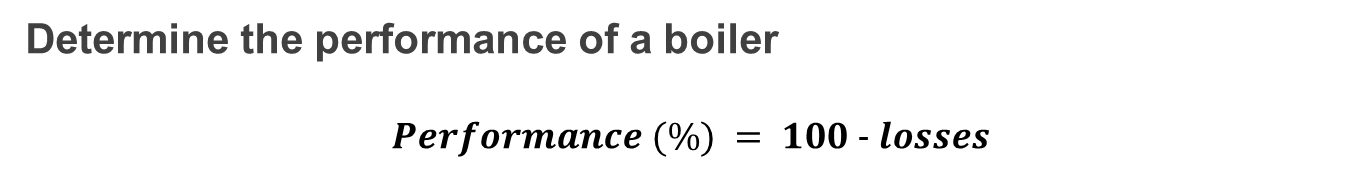 Determine the performance of a boiler
Performance (%) = 100 - losses